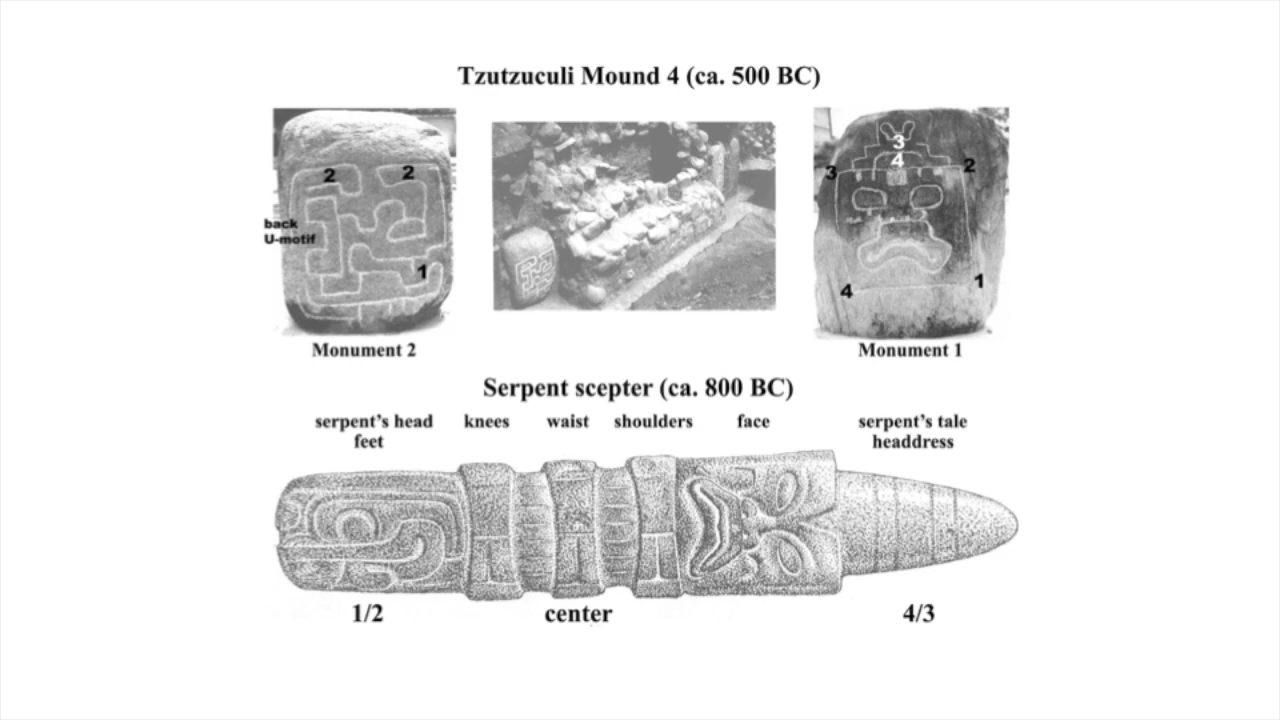 Tzutzuculi Mound 4 (ca. 500 BC)
2
2
back
U-motif
1
3
4
3
2
4
1
Monument 2
Monument 1
Serpent scepter (ca. 800 BC)
serpent's head
feet
knees
waist
shoulders
face
serpent's tale
headdress
1/2
center
4/3